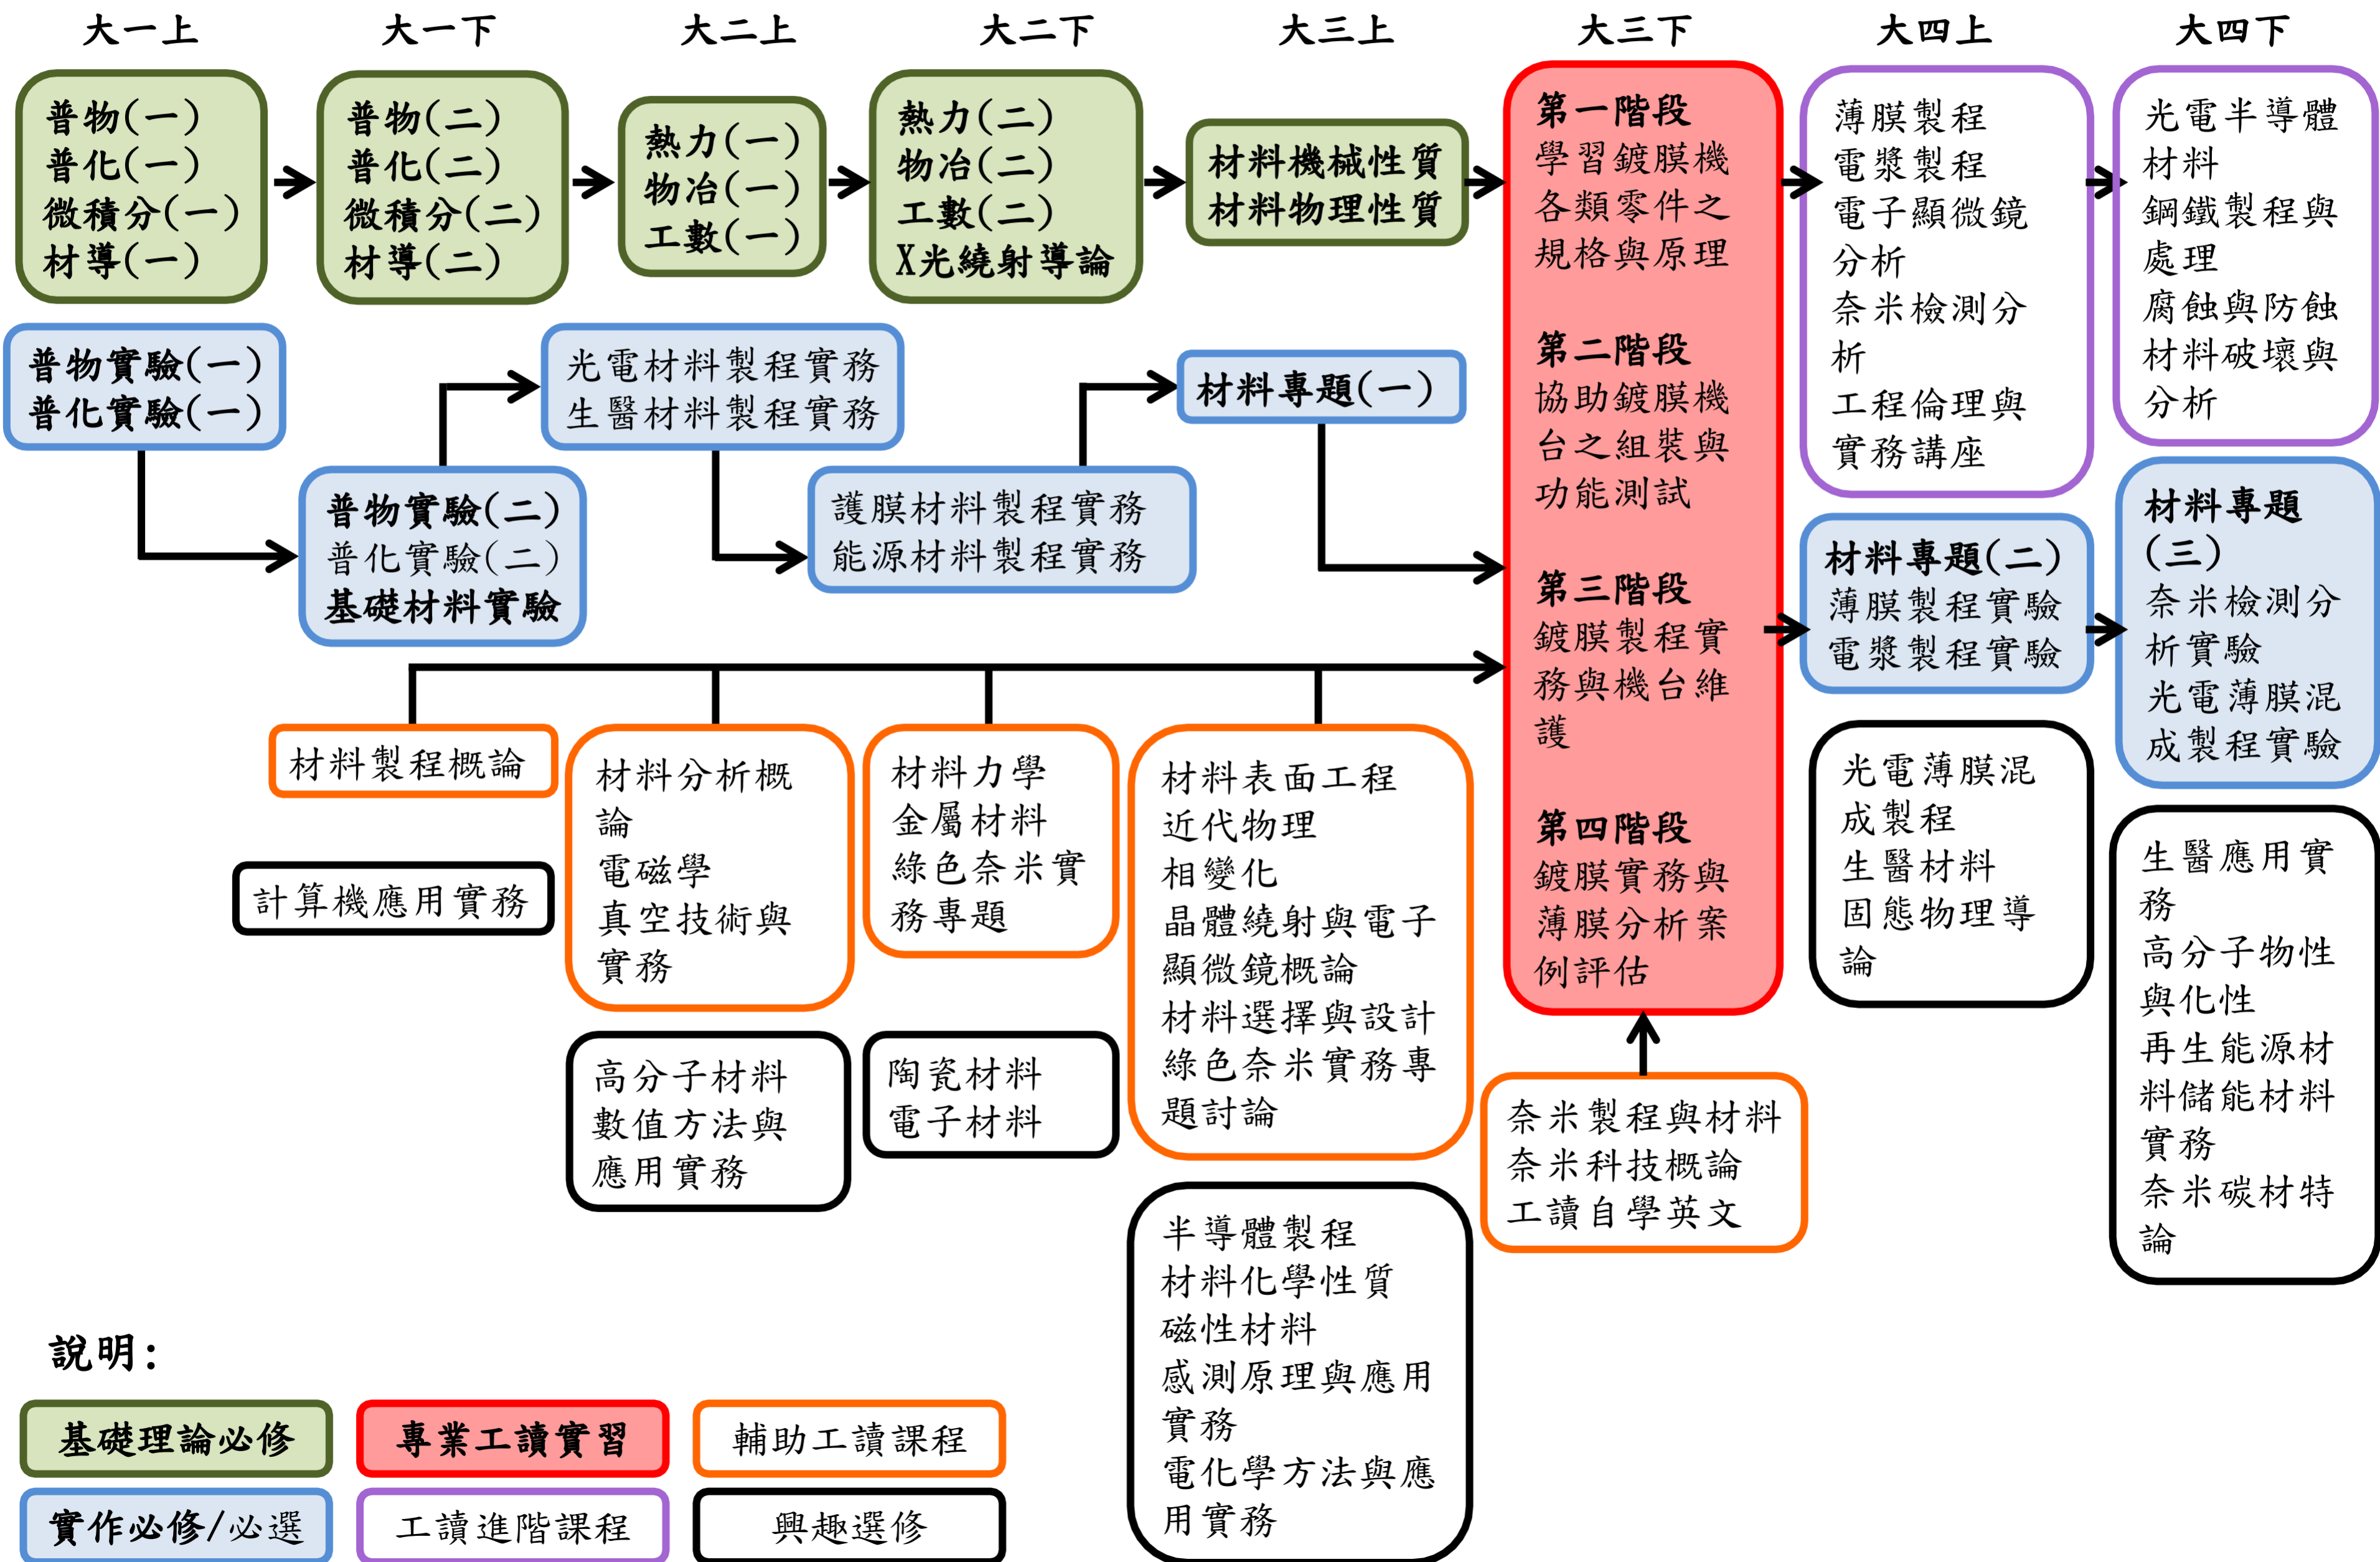 大一上
大一下
大二上
大二下
大三上
大三下
大四上
大四下
普物(一)
普化(一)
微積分(一)
材導(一)
普物(二)
普化(二)
微積分(二)
材導(二)
熱力(一)
物冶(一)
工數(一)
熱力(二)
物冶(二)
工數(二)
X光繞射導論
材料機械性質
材料物理性質
第一階段
學習鍍膜機
各類零件之
規格與原理
第二階段
協助鍍膜機
台之組裝與
功能測試
第三階段
鍍膜製程實
務與機台維
護
第四階段
鍍膜實務與
薄膜分析案
例評估
薄膜製程
電漿製程
電子顯微鏡
分析
奈米檢測分
析
工程倫理與
實務講座
光電半導體
材料
鋼鐵製程與
處理
腐蝕與防蝕
材料破壞與
分析
普物實驗(一)
普化實驗(一)
普物實驗(二)
普化實驗(二)
基礎材料實驗
光電材料製程實務
生醫材料製程實務
護膜材料製程實務
能源材料製程實務
材料專題(一)
材料專題(二)
薄膜製程實驗
電漿製程實驗
材料專題
(三)
奈米檢測分
析實驗
光電薄膜混
成製程實驗
材料製程概論
計算機應用實務
材料分析概
論
電磁學
真空技術與
實務
高分子材料
數值方法與
應用實務
材料力學
金屬材料
綠色奈米實
務專題
陶瓷材料
電子材料
材料表面工程
近代物理
相變化
晶體繞射與電子
顯微鏡概論
材料選擇與設計
綠色奈米實務專
題討論
半導體製程
材料化學性質
磁性材料
感測原理與應用
實務
電化學方法與應
用實務
奈米製程與材料
奈米科技概論
工讀自學英文
光電薄膜混
成製程
生醫材料
固態物理導
論
生醫應用實
務
高分子物性
與化性
再生能源材
料儲能材料
實務
奈米碳材特
論
說明:
基礎理論必修
專業工讀實習
輔助工讀課程
實作必修/必選
工讀進階課程
興趣選修